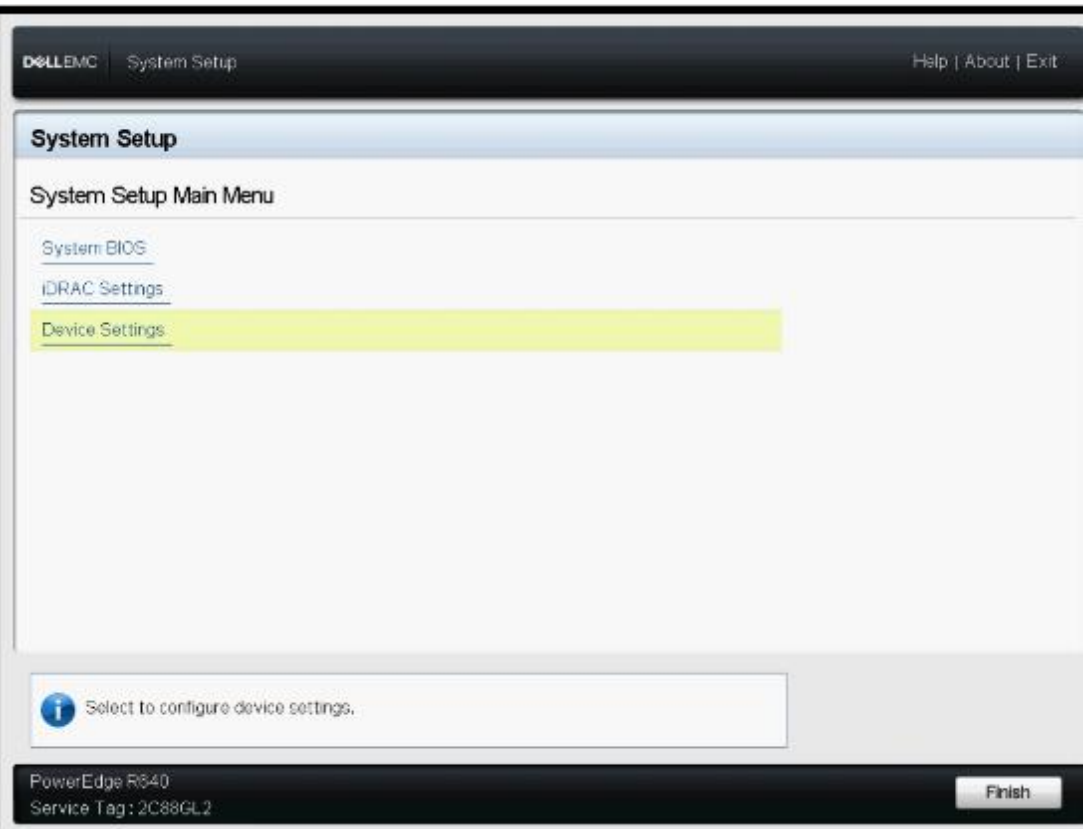 DELLEMC System Setup Help | About | Exit
System Setup
System Setup Main Menu
System BIOS
iDRAC Settings
Device Settings
Select to configure device settings.
PowerEdge R640
Service Tag : 2C88GL2
Finish